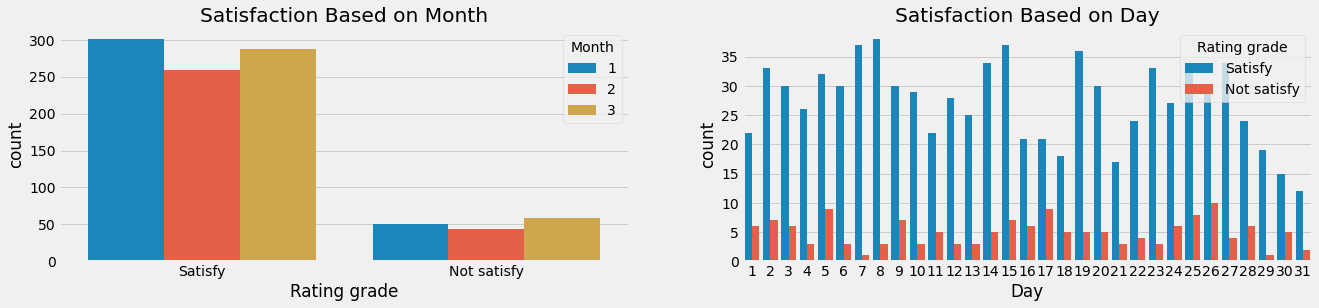 Satisfaction Based on Month
count
300
250
200
150
100
50
0
Month
1
2
3
Satisfy Not satisfy
Rating grade
Satisfaction Based on Day
count
35
30
25
20
15
10
5
0
Rating grade
Satisfy
Not satisfy
1 2 3 4 5 6 7 8 9 10 11 12 13 14 15 16 17 18 19 20 21 22 23 24 25 26 27 28 29 30 31
Day